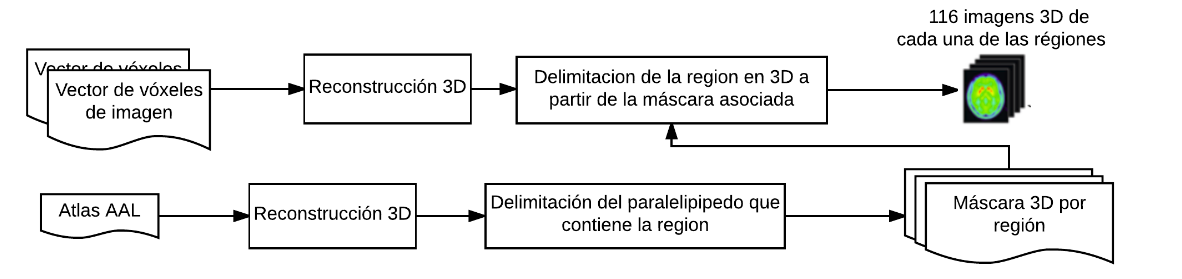 116 imagens 3D de
cada una de las régiones
Vector de vóxeles
Vector de vóxeles
de imagen
Reconstrucción 3D
Delimitacion de la region en 3D a
partir de la máscara asociada
Atlas AAL
Reconstrucción 3D
Delimitación del paralelipipedo que
contiene la region
Máscara 3D por
región